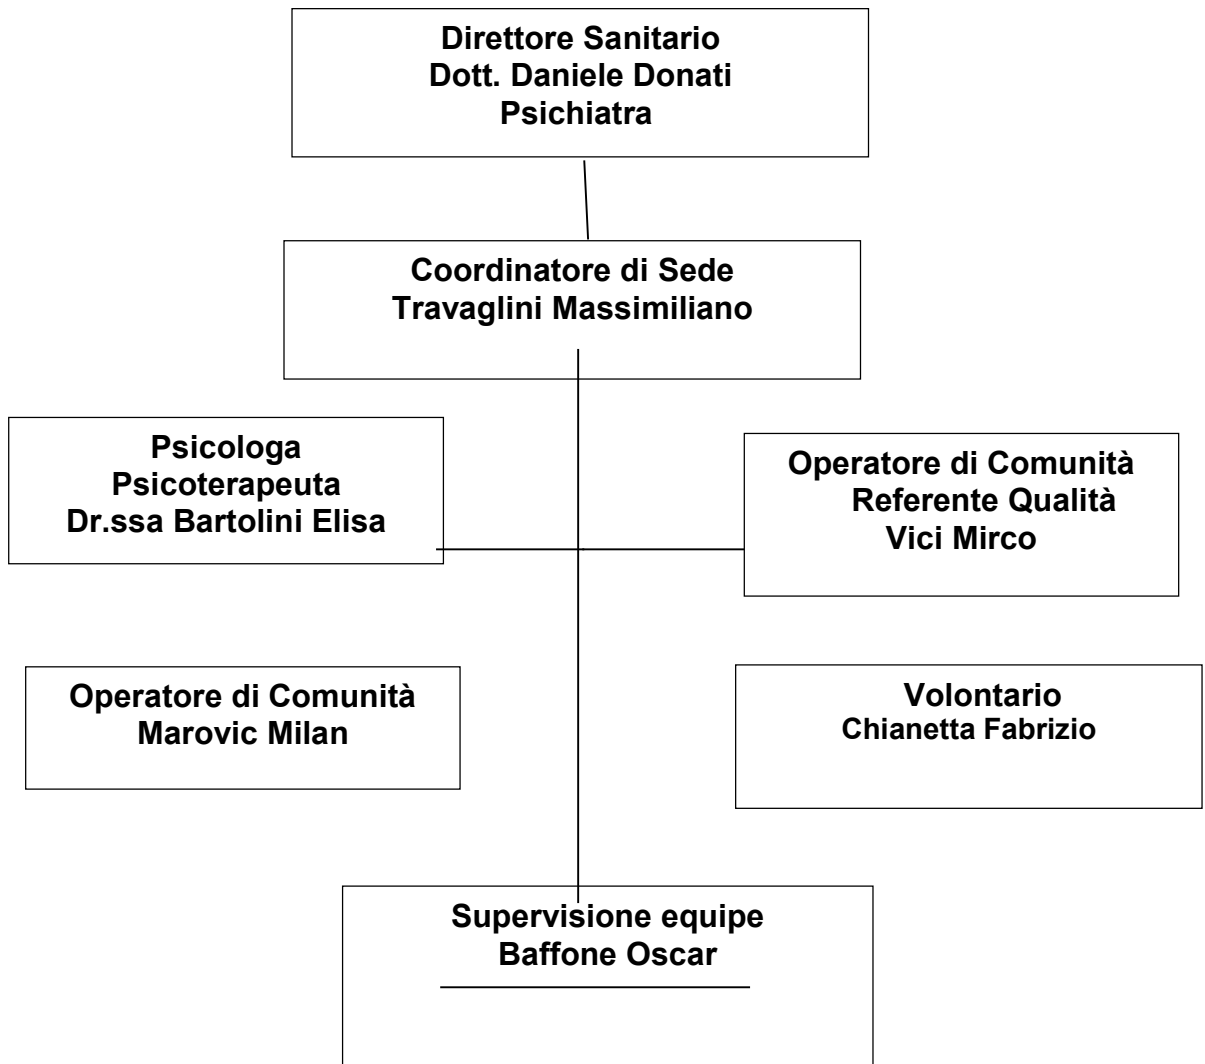 Direttore Sanitario
Dott. Daniele Donati
Psichiatra
Coordinatore di Sede
Travaglini Massimiliano
Psicologa
Psicoterapeuta
Dr.ssa Bartolini Elisa
Operatore di Comunità
Referente Qualità
Vici Mirco
Operatore di Comunità
Marovic Milan
Volontario
Chianetta Fabrizio
Supervisione equipe
Baffone Oscar